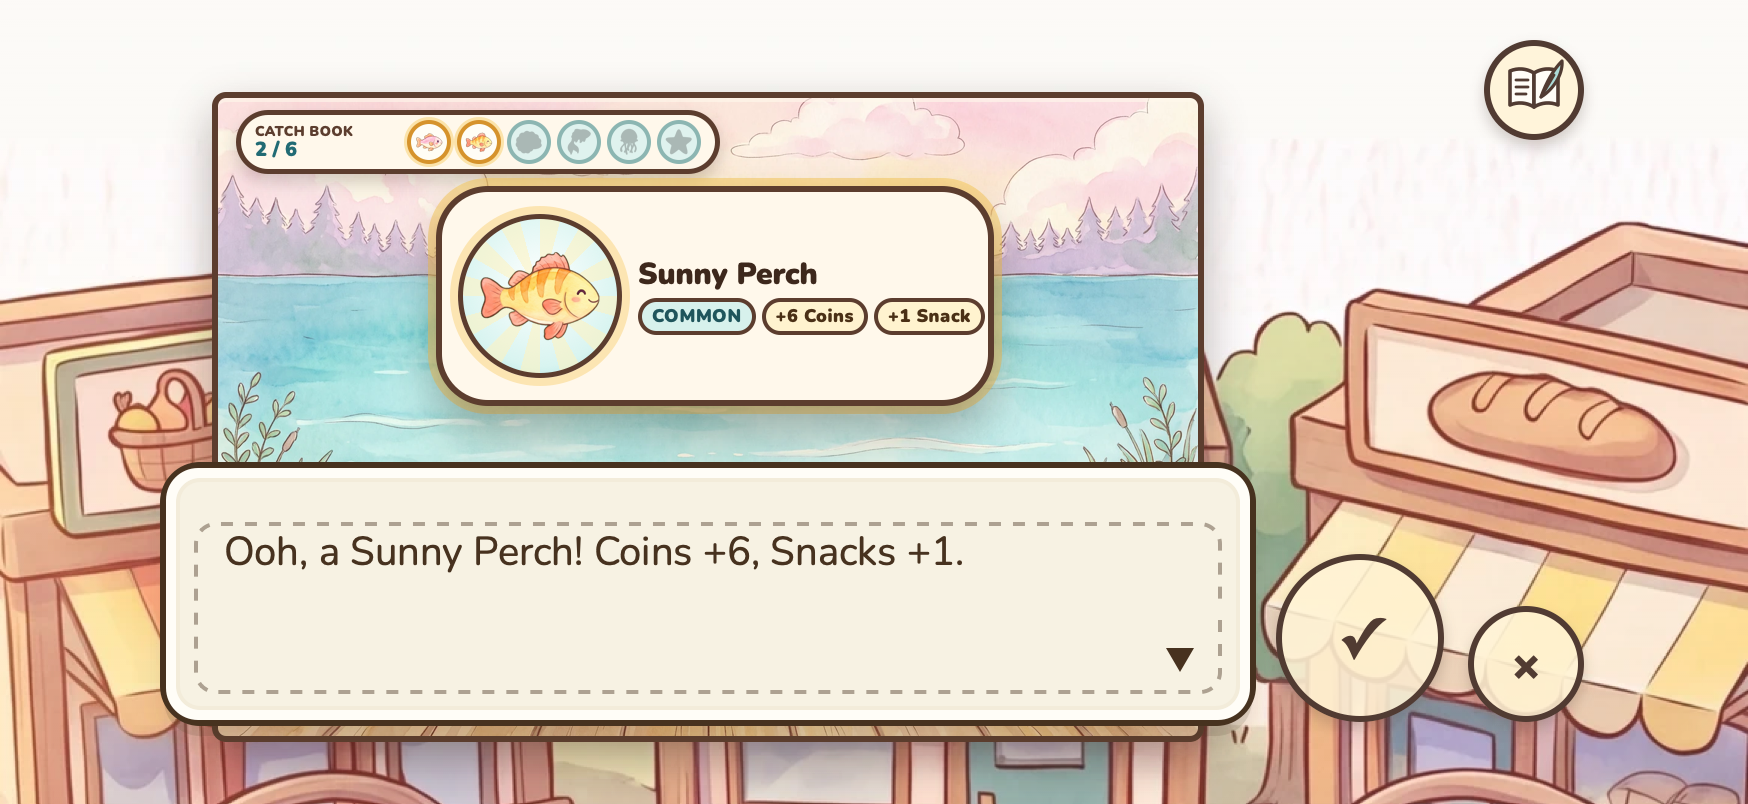 CATCH BOOK
2 / 6
Sunny Perch
COMMON +6 Coins +1 Snack
Ooh, a Sunny Perch! Coins +6, Snacks +1.